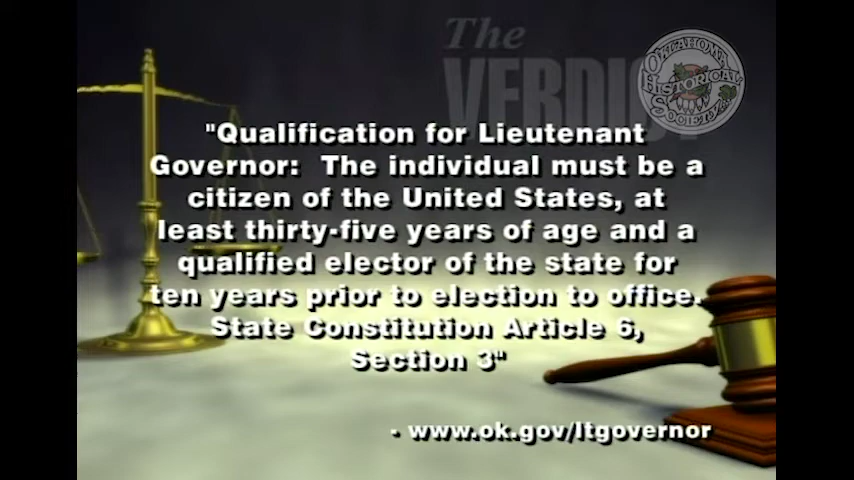 The
VERDICT
OKLAHOMA
HISTORICAL
SOCIETY
"Qualification for Lieutenant
Governor:  The individual must be a
citizen of the United States, at
least thirty-five years of age and a
qualified elector of the state for
ten years prior to election to office.
State Constitution Article 6,
Section 3"
- www.ok.gov/ltgovernor